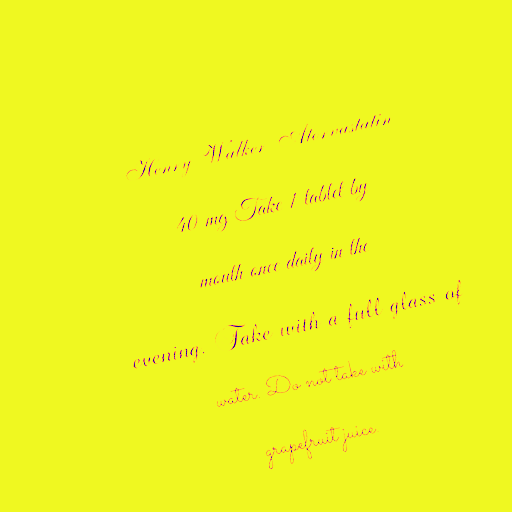 Henry Walker Atorvastatin
40 mg Take 1 tablet by
mouth once daily in the
evening. Take with a full glass of
water. Do not take with
grapefruit juice